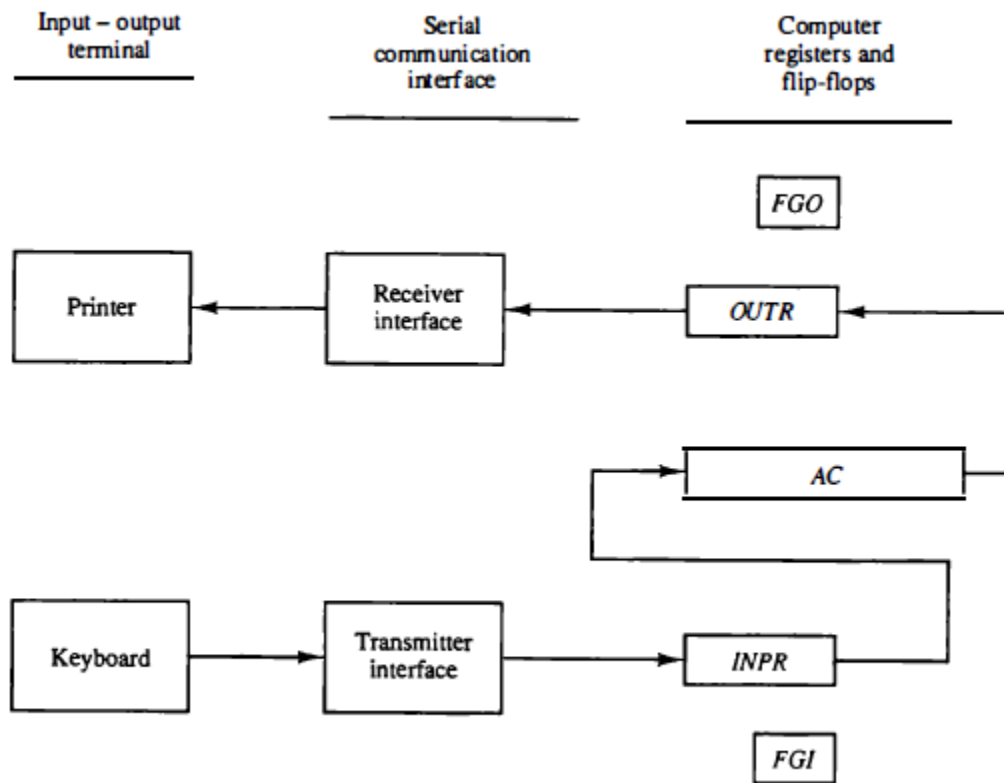 Input – output
terminal
Serial
communication
interface
Computer
registers and
flip-flops
FGO
Printer
Receiver
interface
OUTR
AC
Keyboard
Transmitter
interface
INPR
FGI